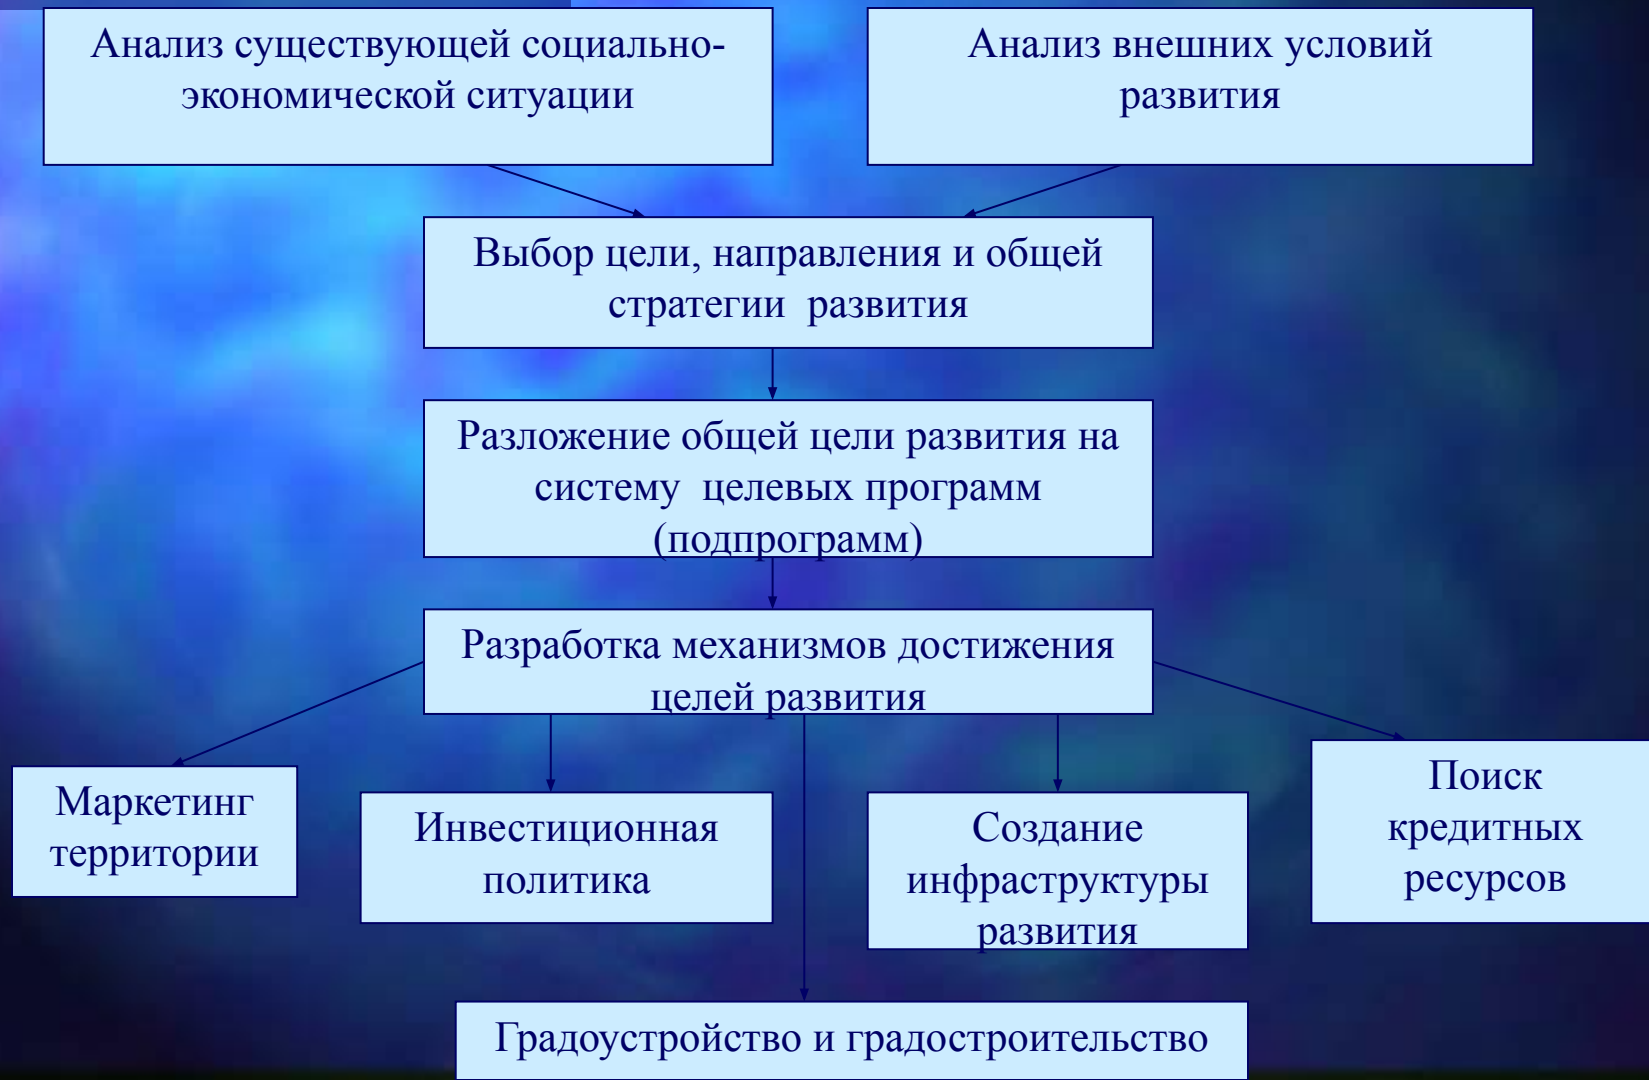 Анализ существующей социально-
экономической ситуации
Анализ внешних условий
развития
Выбор цели, направления и общей
стратегии развития
Разложение общей цели развития на
систему целевых программ
(подпрограмм)
Разработка механизмов достижения
целей развития
Маркетинг
территории
Инвестиционная
политика
Создание
инфраструктуры
развития
Поиск
кредитных
ресурсов
Градоустройство и градостроительство